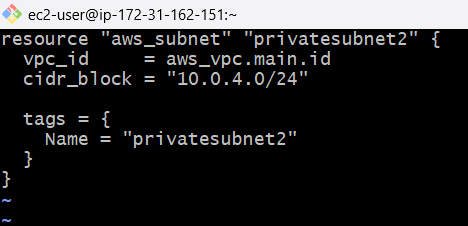 ec2-user@ip-172-31-162-151:~
resource "aws_subnet" "privatesubnet2" {
  vpc_id     = aws_vpc.main.id
  cidr_block = "10.0.4.0/24"

  tags = {
    Name = "privatesubnet2"
  }
}
~
~